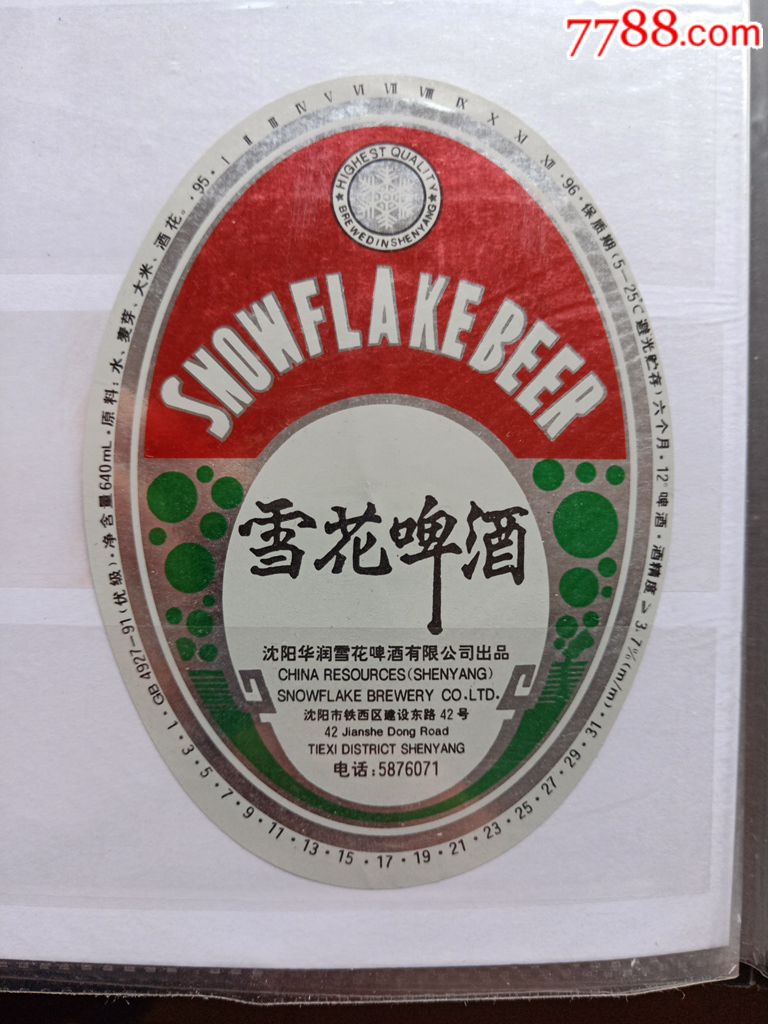 7788.com
·95·I II III IV V VI VII VIII IX X XI XII·96·保质期(5—25℃避光贮存)六个月·12°啤酒·酒精度≥3.7%(m/m)
HIGHEST QUALITY
★BREWED IN SHENYANG★
SNOWFLAKE BEER
雪花啤酒
沈阳华润雪花啤酒有限公司出品
CHINA RESOURCES(SHENYANG)
SNOWFLAKE BREWERY CO.LTD.
沈阳市铁西区建设东路42号
42 Jianshe Dong Road
TIEXI DISTRICT SHENYANG
电话:5876071
GB4927-91(优级)·净含量640mL·原料:水、麦芽、大米、酒花。
·1·3·5·7·9·11·13·15·17·19·21·23·25·27·29·31·